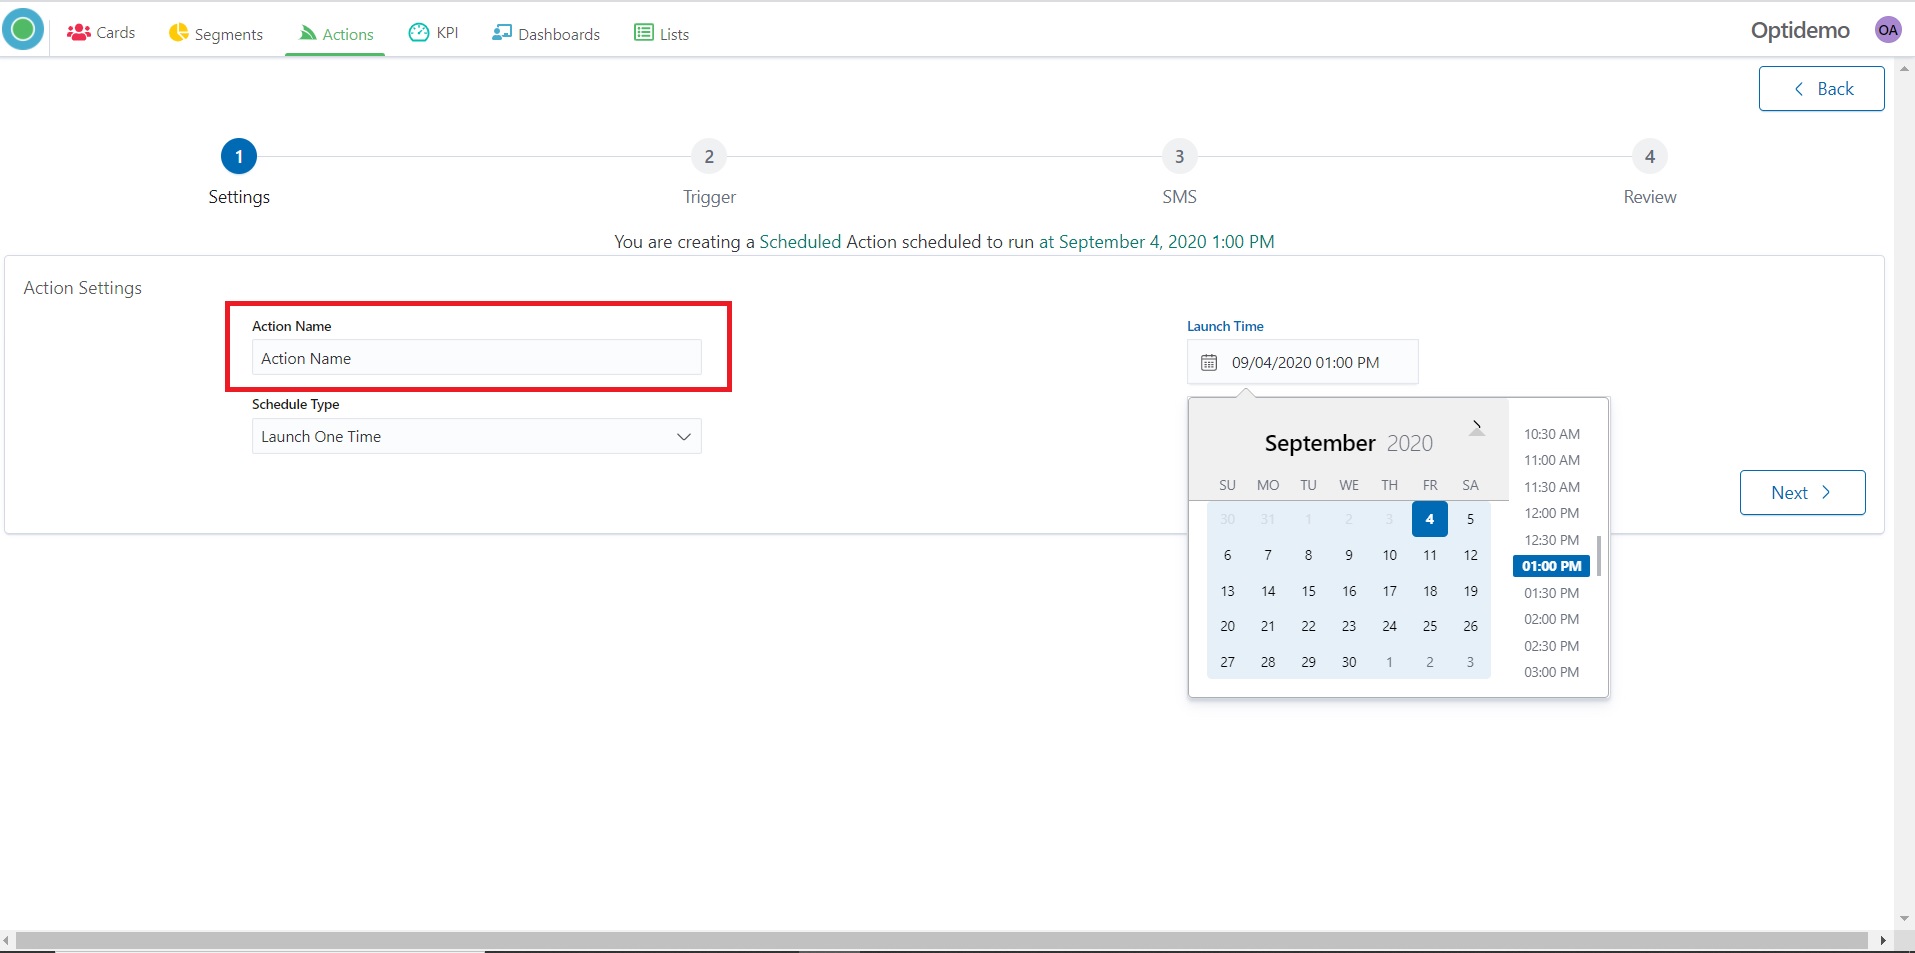 Cards Segments Actions KPI Dashboards Lists Optidemo OA
Back
1 2 3 4
Settings Trigger SMS Review
You are creating a Scheduled Action scheduled to run at September 4, 2020 1:00 PM
Action Settings
Action Name
Action Name
Schedule Type
Launch One Time
Launch Time
09/04/2020 01:00 PM
September 2020
SU MO TU WE TH FR SA
30 31 1 2 3 4 5
6 7 8 9 10 11 12
13 14 15 16 17 18 19
20 21 22 23 24 25 26
27 28 29 30 1 2 3
10:30 AM
11:00 AM
11:30 AM
12:00 PM
12:30 PM
01:00 PM
01:30 PM
02:00 PM
02:30 PM
03:00 PM
Next